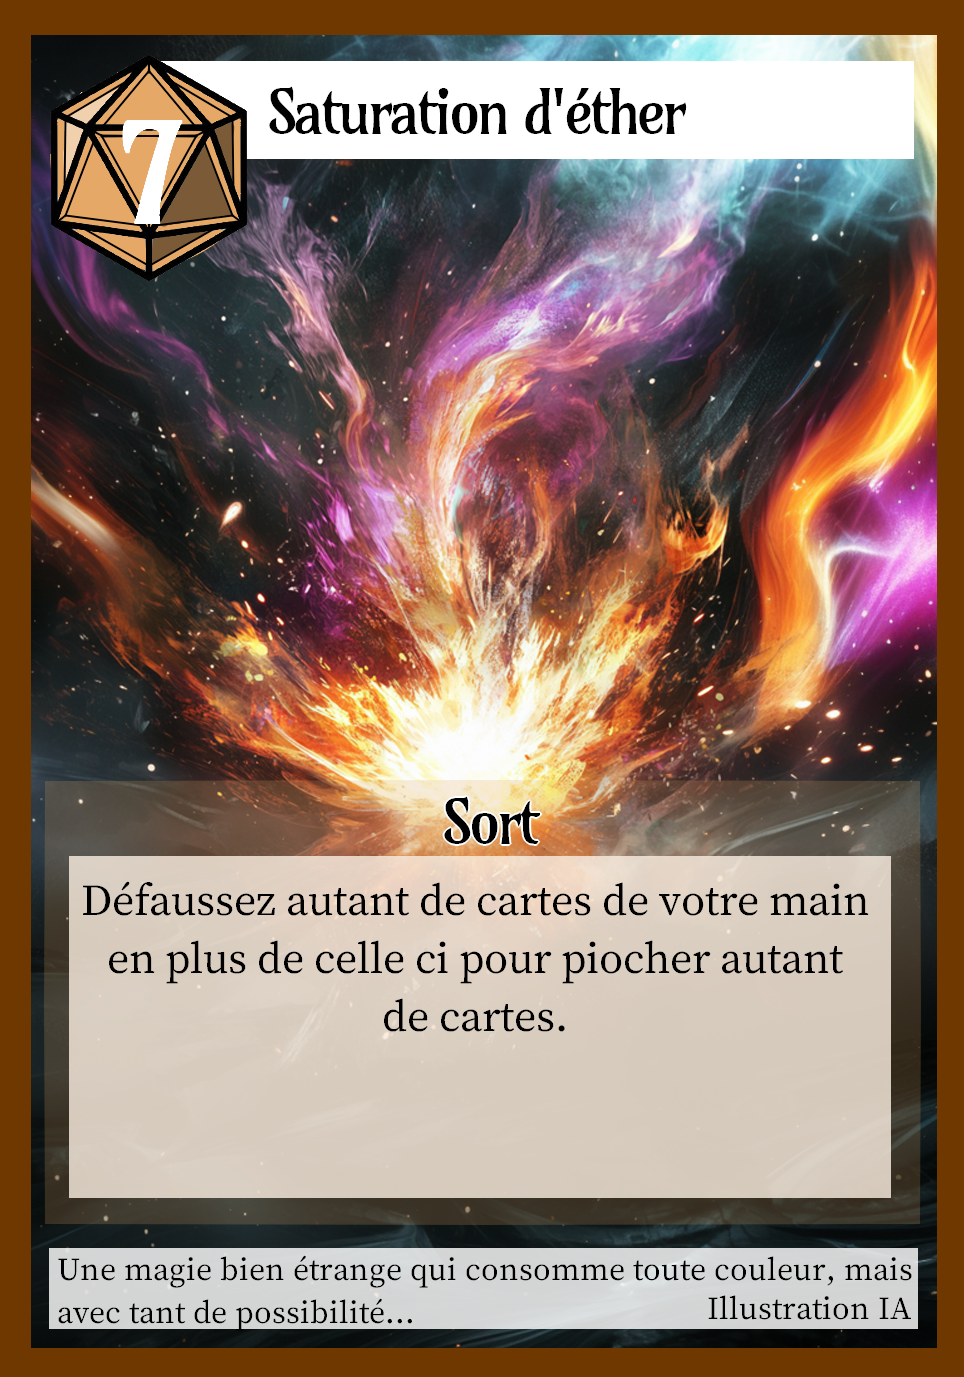 7
Saturation d'éther
Sort
Défaussez autant de cartes de votre main
en plus de celle ci pour piocher autant
de cartes.
Une magie bien étrange qui consomme toute couleur, mais
avec tant de possibilité...
Illustration IA